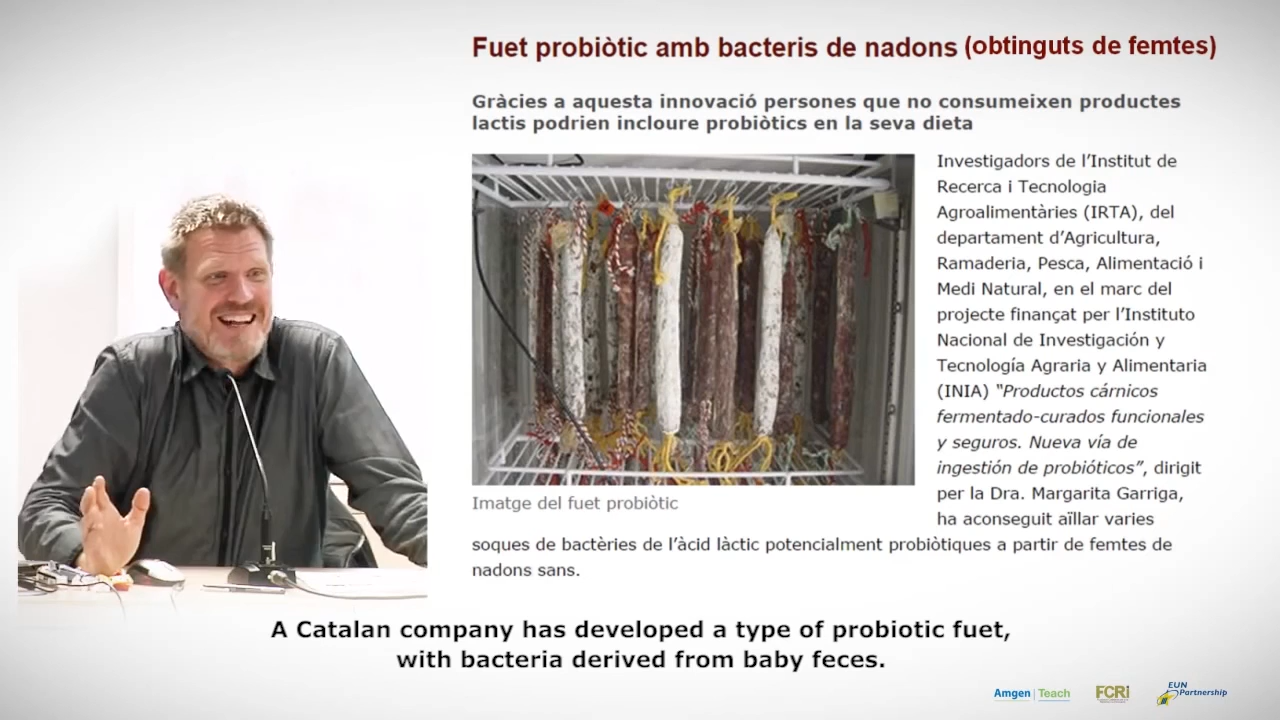 Fuet probiòtic amb bacteris de nadons (obtinguts de femtes)
Gràcies a aquesta innovació persones que no consumeixen productes
lactis podrien incloure probiòtics en la seva dieta
Investigadors de l’Institut de
Recerca i Tecnologia
Agroalimentàries (IRTA), del
departament d’Agricultura,
Ramaderia, Pesca, Alimentació i
Medi Natural, en el marc del
projecte finançat per l’Instituto
Nacional de Investigación y
Tecnología Agraria y Alimentaria
(INIA) “Productos cárnicos
fermentado-curados funcionales
y seguros. Nueva vía de
ingestión de probióticos”, dirigit
per la Dra. Margarita Garriga,
ha aconseguit aïllar varies
soques de bactèries de l’àcid làctic potencialment probiòtiques a partir de femtes de
nadons sans.
Imatge del fuet probiòtic
A Catalan company has developed a type of probiotic fuet,
with bacteria derived from baby feces.
Amgen | Teach
FCRi
EUN
Partnership